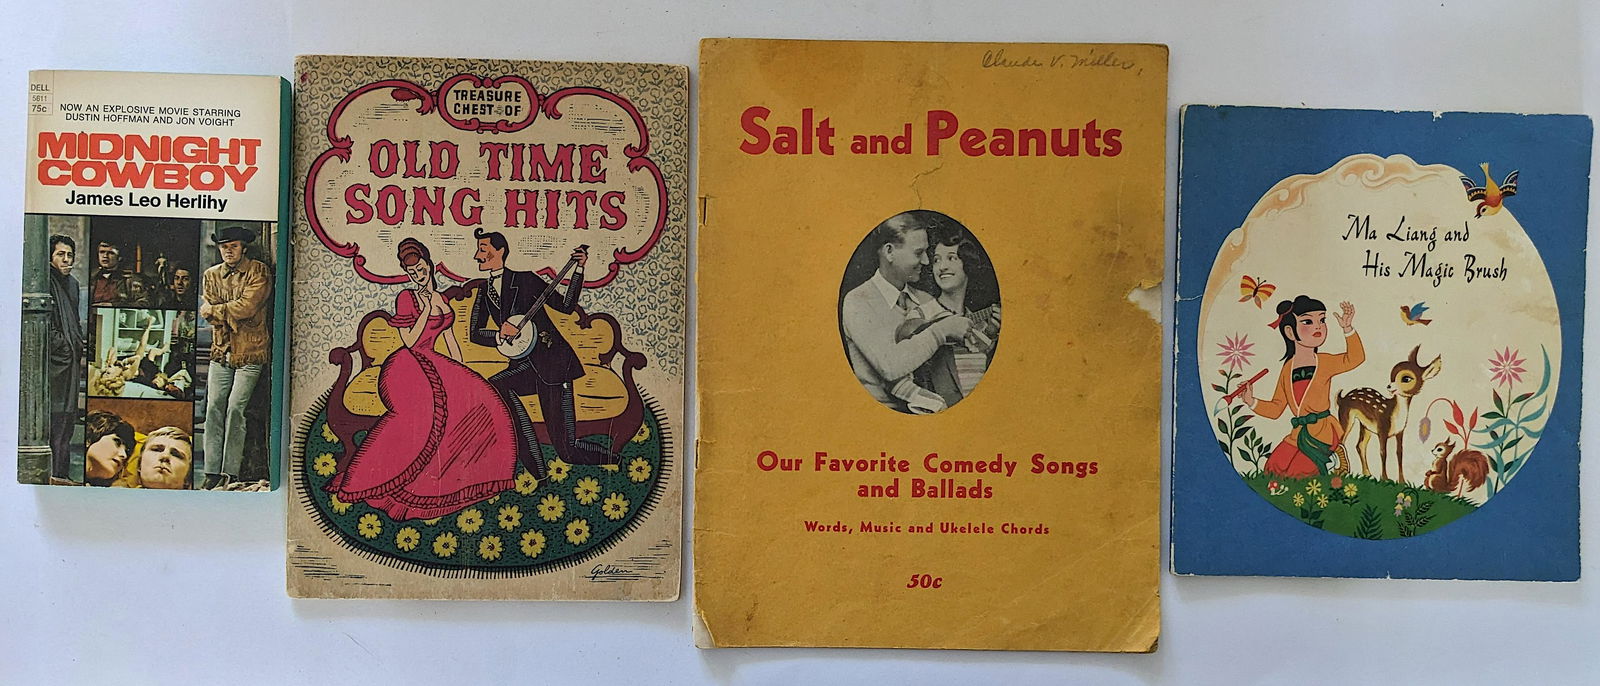 DELL
5611
75c
NOW AN EXPLOSIVE MOVIE STARRING
DUSTIN HOFFMAN AND JON VOIGHT
MIDNIGHT
COWBOY
James Leo Herlihy
TREASURE
CHEST OF
OLD TIME
SONG HITS
Golden
Claude V. Miller,
Salt and Peanuts
Our Favorite Comedy Songs
and Ballads
Words, Music and Ukelele Chords
50c
Ma Liang and
His Magic Brush